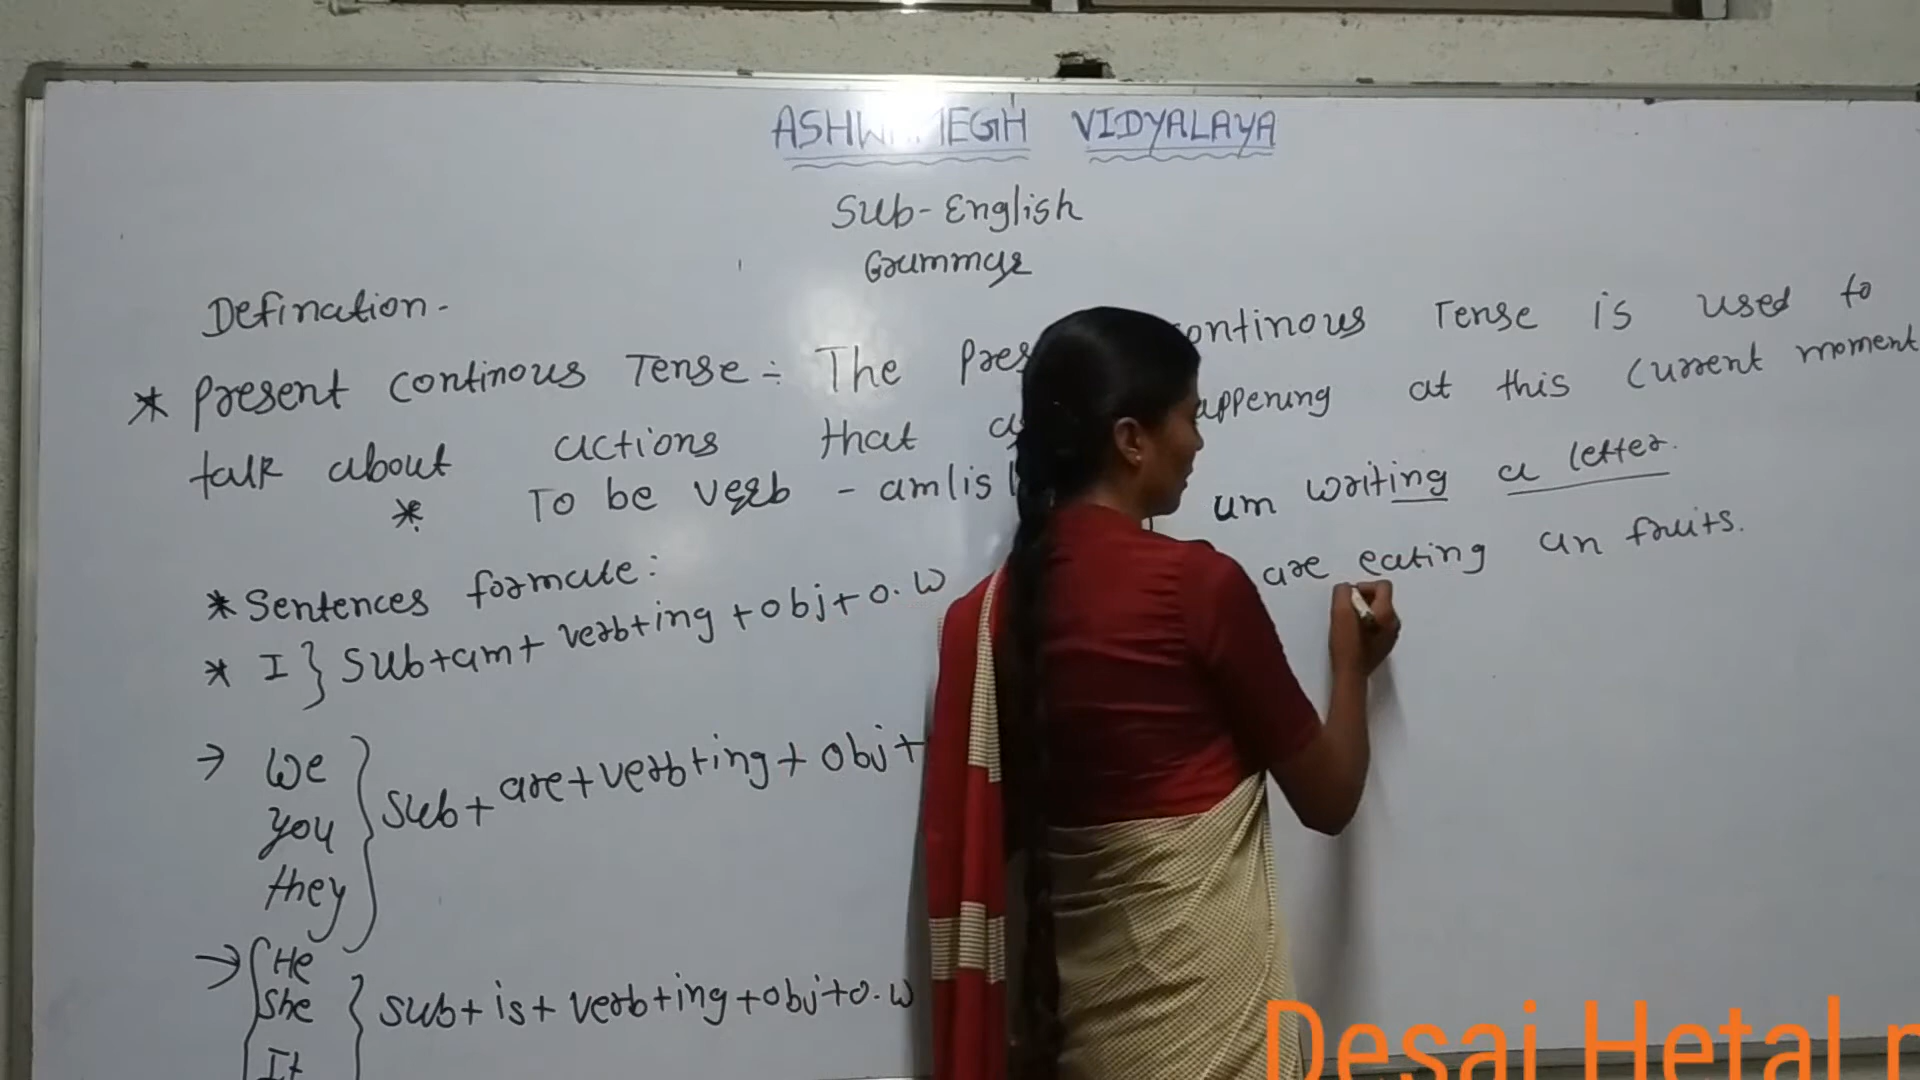 ASHW EGH VIDYALAYA
Sub-English
Grammar
Defination-
* Present continous Tense ÷ The Pres ontinous Tense is used to
talk about actions that appening at this current moment
* To be verb - am|is| am writing a letter.
are eating an fruits.
* Sentences formate:
* I } Sub+am+ verb+ing +obj+o.w
→ We
you
they
} Sub+are+verb+ing+ obj+
→ He
She
It
} Sub+is+verb+ing+obj+o.w
Desai Hetal